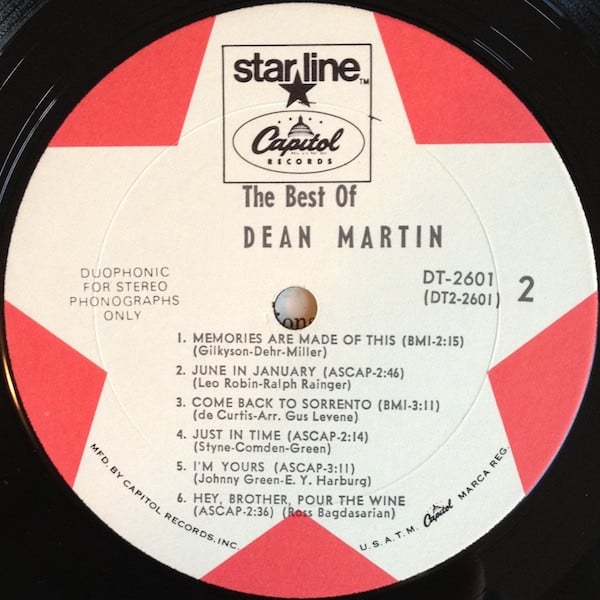 starline™
Capitol
RECORDS
The Best Of
DEAN MARTIN
DUOPHONIC
FOR STEREO
PHONOGRAPHS
ONLY
DT-2601
(DT2-2601)
2
1. MEMORIES ARE MADE OF THIS (BMI-2:15)
(Gilkyson-Dehr-Miller)
2. JUNE IN JANUARY (ASCAP-2:46)
(Leo Robin-Ralph Rainger)
3. COME BACK TO SORRENTO (BMI-3:11)
(de Curtis-Arr. Gus Levene)
4. JUST IN TIME (ASCAP-2:14)
(Styne-Comden-Green)
5. I'M YOURS (ASCAP-3:11)
(Johnny Green-E. Y. Harburg)
6. HEY, BROTHER, POUR THE WINE
(ASCAP-2:36) (Ross Bagdasarian)
MFD. BY CAPITOL RECORDS, INC.
U.S.A. T.M. Capitol MARCA REG.